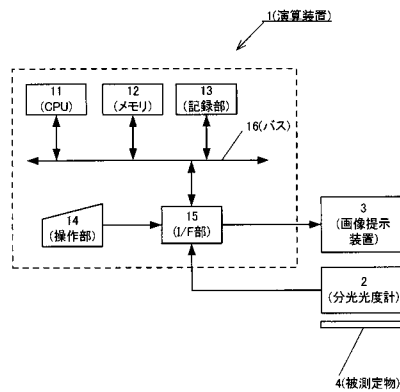 1(演算装置)
11
(CPU)
12
(メモリ)
13
(記録部)
16(バス)
14
(操作部)
15
(I/F部)
3
(画像提示
装置)
2
(分光光度計)
4(被測定物)